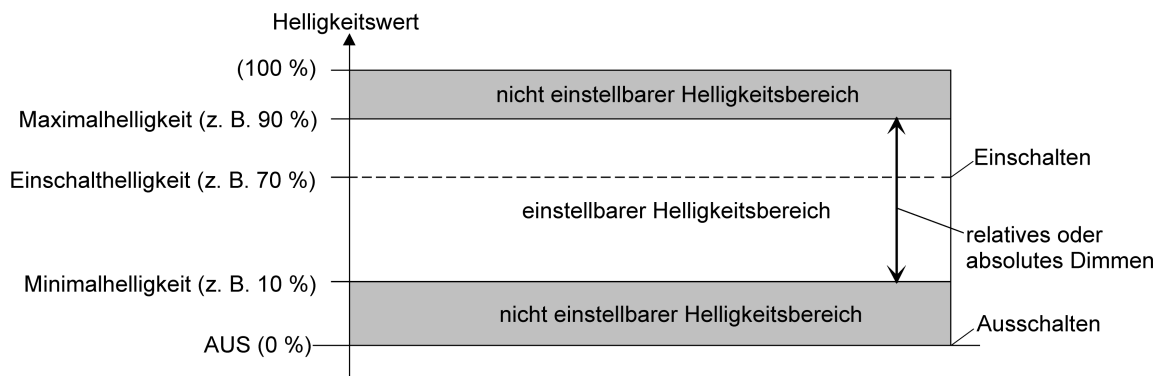 Helligkeitswert
(100 %)
nicht einstellbarer Helligkeitsbereich
Maximalhelligkeit (z. B. 90 %)
Einschalten
Einschalthelligkeit (z. B. 70 %)
einstellbarer Helligkeitsbereich
relatives oder
absolutes Dimmen
Minimalhelligkeit (z. B. 10 %)
nicht einstellbarer Helligkeitsbereich
Ausschalten
AUS (0 %)